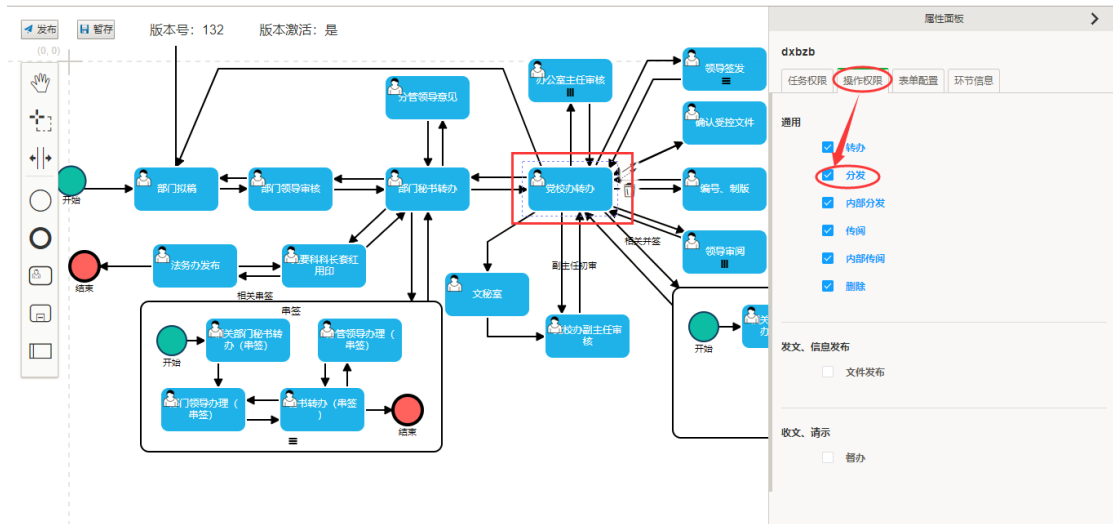 发布 暂存 版本号：132 版本激活：是
(0, 0)
属性面板
dxbzb
任务权限 操作权限 表单配置 环节信息
通用
转办
分发
内部分发
传阅
内部传阅
删除
发文、信息发布
文件发布
收文、请示
督办
办公室主任审核
领导签发
分管领导意见
确认受控文件
开始
部门拟稿
部门领导审核
部门秘书转办
党校办转办
编号、制版
相关并签
领导审阅
法务办发布
科科长套红
用印
副主任初审
结束
相关串签
文秘室
串签
关部门秘书转
办（串签）
管领导办理（
串签）
开始
校办副主任审
核
开始
门领导办理（
串签）
书转办（串签
）
结束